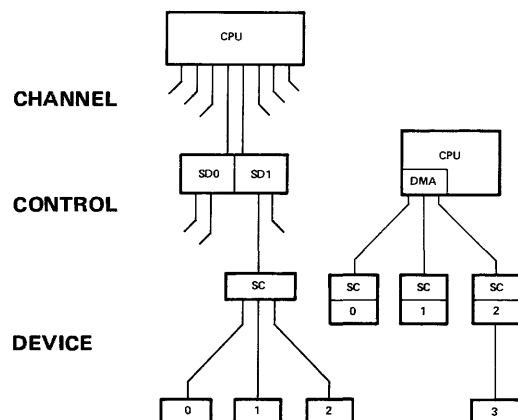 CPU
CHANNEL
CPU
SD0 SD1
DMA
CONTROL
SC
SC SC SC
0 1 2
DEVICE
0 1 2 3